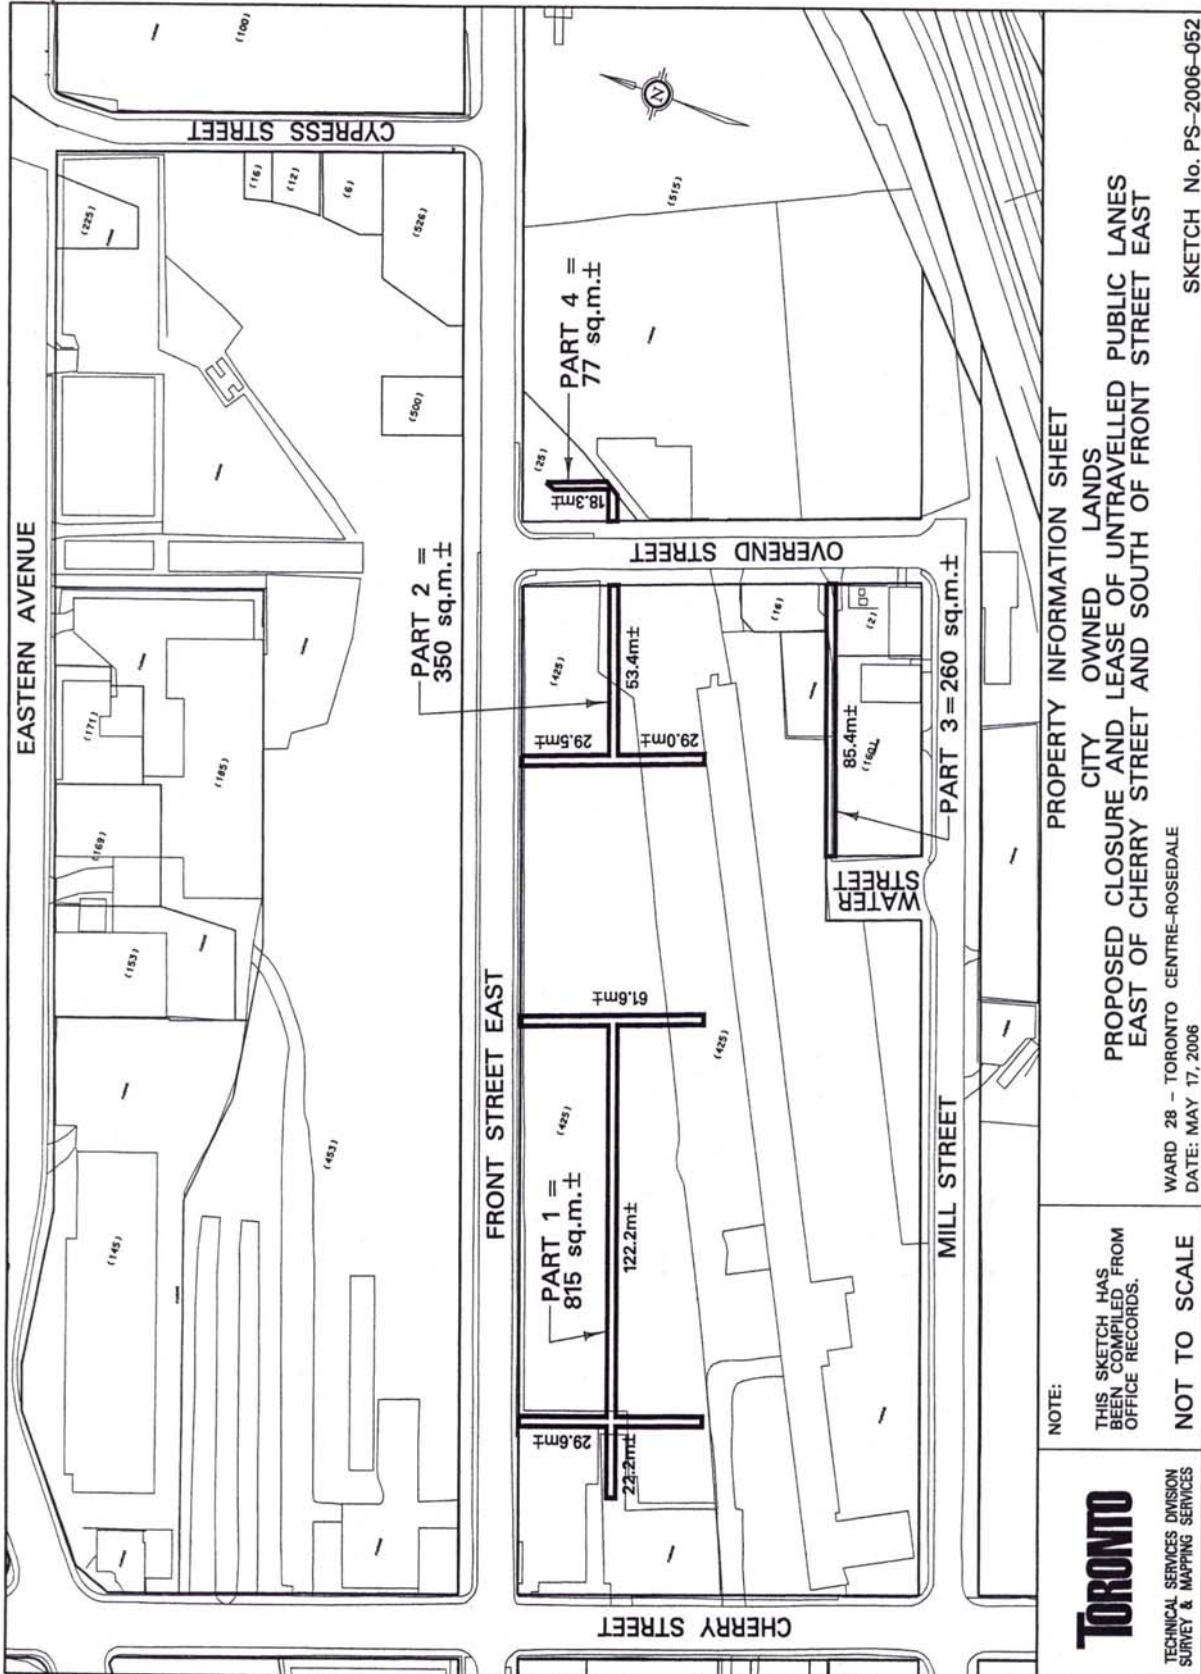 EASTERN AVENUE
CYPRESS STREET
(100)
(225)
(16)
(12)
(6)
(526)
(500)
(171)
(185)
(169)
(153)
(145)
(453)
FRONT STREET EAST
N
(515)
PART 4 =
77 sq.m.±
(25)
18.3m±
OVEREND STREET
PART 2 =
350 sq.m.±
(425)
53.4m±
29.5m±
29.0m±
(16)
(2)
85.4m±
(160)
PART 3=260 sq.m.±
WATER
STREET
61.6m±
(425)
(425)
PART 1 =
815 sq.m.±
122.2m±
29.6m±
22.2m±
MILL STREET
CHERRY STREET
TORONTO
TECHNICAL SERVICES DIVISION
SURVEY & MAPPING SERVICES
NOTE:
THIS SKETCH HAS
BEEN COMPILED FROM
OFFICE RECORDS.
NOT TO SCALE
PROPERTY INFORMATION SHEET
CITY OWNED LANDS
PROPOSED CLOSURE AND LEASE OF UNTRAVELLED PUBLIC LANES
EAST OF CHERRY STREET AND SOUTH OF FRONT STREET EAST
WARD 28 – TORONTO CENTRE-ROSEDALE
DATE: MAY 17, 2006
SKETCH No. PS-2006-052